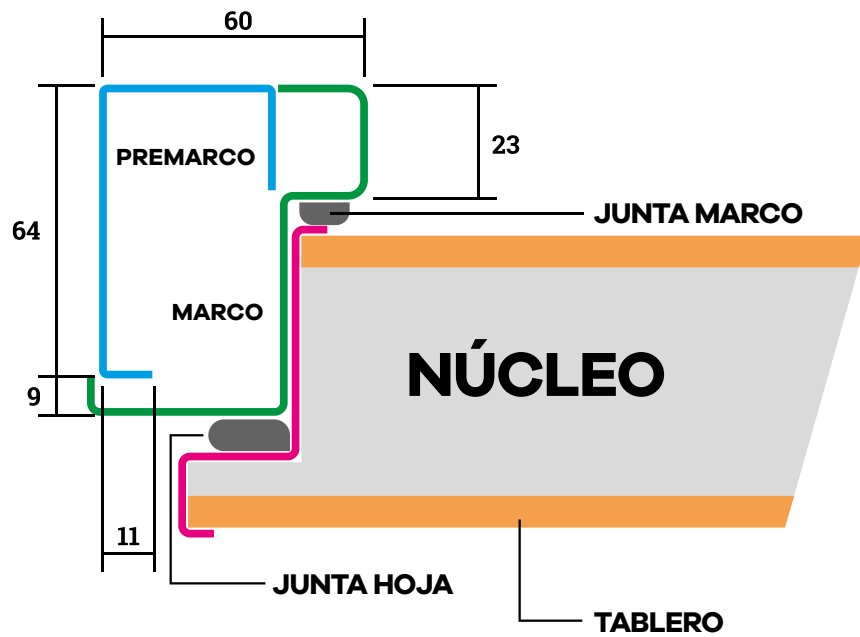 60
PREMARCO
23
JUNTA MARCO
64
MARCO
NÚCLEO
9
11
JUNTA HOJA
TABLERO